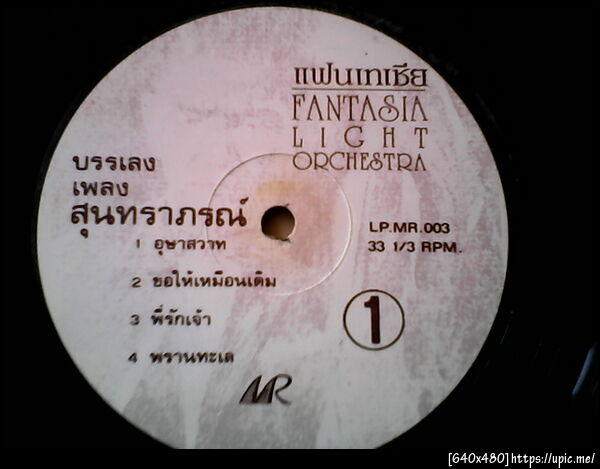 แฟนเทเชีย
FANTASIA
LIGHT
ORCHESTRA
บรรเลง
เพลง
สุนทราภรณ์
1 อุษาสวาท
2 ขอให้เหมือนเดิม
3 พี่รักเจ้า
4 พรานทะเล
LP.MR.003
33 1/3 RPM.
1
MR
[640x480]https://upic.me/